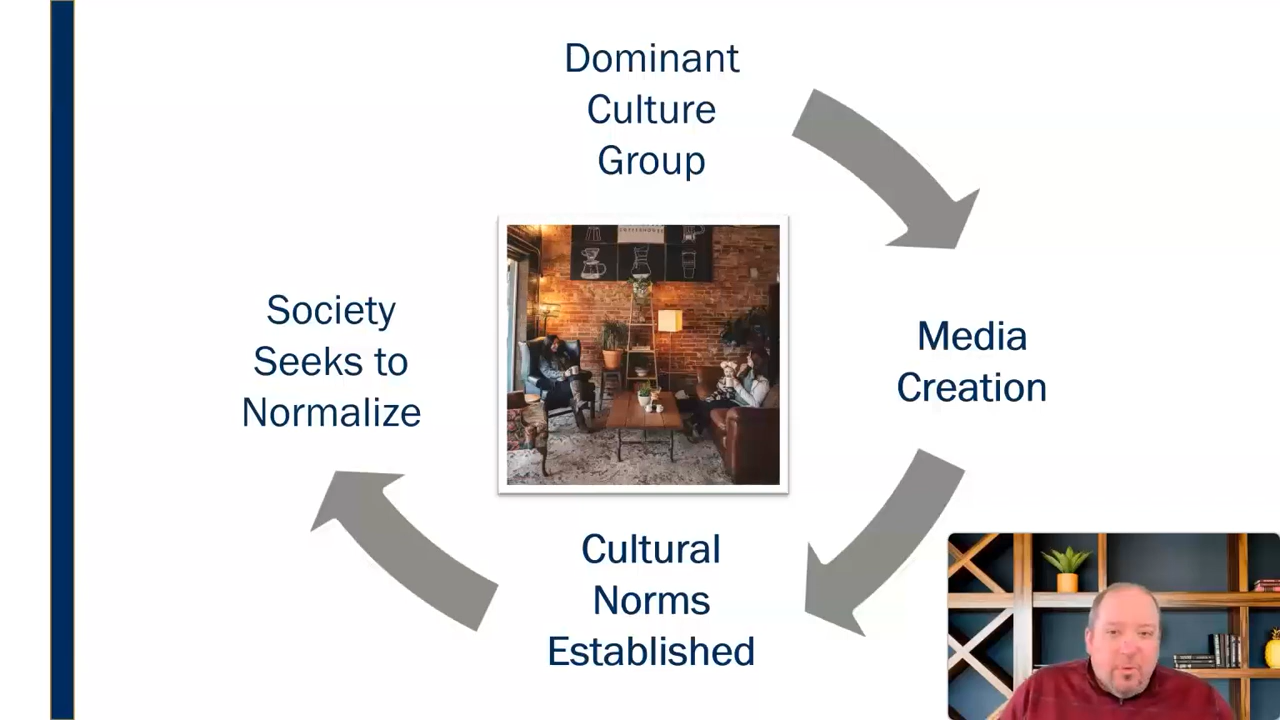 Dominant
Culture
Group
Media
Creation
Cultural
Norms
Established
Society
Seeks to
Normalize